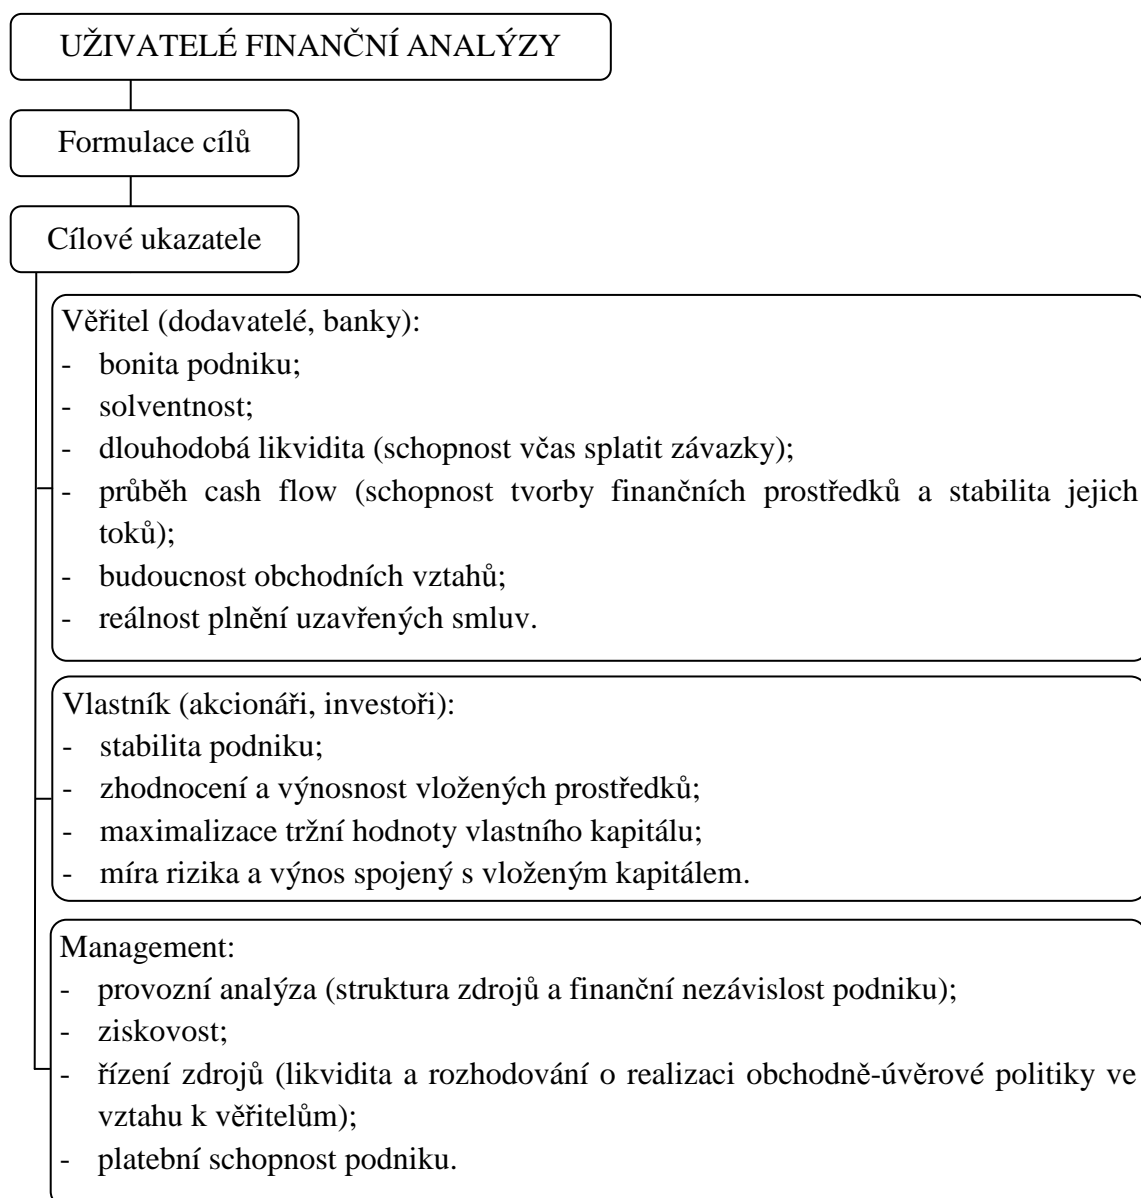 UŽIVATELÉ FINANČNÍ ANALÝZY
Formulace cílů
Cílové ukazatele
Věřitel (dodavatelé, banky):
- bonita podniku;
- solventnost;
- dlouhodobá likvidita (schopnost včas splatit závazky);
- průběh cash flow (schopnost tvorby finančních prostředků a stabilita jejich
toků);
- budoucnost obchodních vztahů;
- reálnost plnění uzavřených smluv.
Vlastník (akcionáři, investoři):
- stabilita podniku;
- zhodnocení a výnosnost vložených prostředků;
- maximalizace tržní hodnoty vlastního kapitálu;
- míra rizika a výnos spojený s vloženým kapitálem.
Management:
- provozní analýza (struktura zdrojů a finanční nezávislost podniku);
- ziskovost;
- řízení zdrojů (likvidita a rozhodování o realizaci obchodně-úvěrové politiky ve
vztahu k věřitelům);
- platební schopnost podniku.